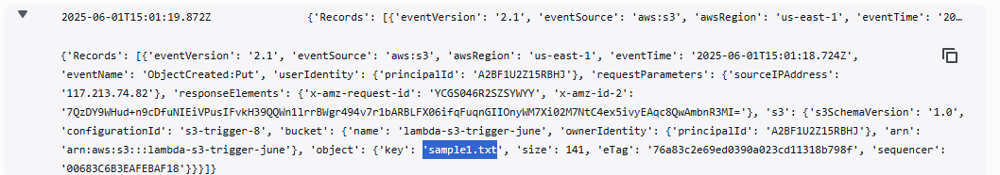 2025-06-01T15:01:19.872Z {'Records': [{'eventVersion': '2.1', 'eventSource': 'aws:s3', 'awsRegion': 'us-east-1', 'eventTime': '20…
{'Records': [{'eventVersion': '2.1', 'eventSource': 'aws:s3', 'awsRegion': 'us-east-1', 'eventTime': '2025-06-01T15:01:18.724Z',
'eventName': 'ObjectCreated:Put', 'userIdentity': {'principalId': 'A2BF1U2Z15RBHJ'}, 'requestParameters': {'sourceIPAddress':
'117.213.74.82'}, 'responseElements': {'x-amz-request-id': 'YCGS046R2SZSYWYY', 'x-amz-id-2':
'7QzDY9WHud+n9cDfuNIEiVPusIFvkH39QQWn1lrrBWgr494v7r1bARBLFX06ifqFuqnGIIOnyWM7Xi02M7NtC4ex5ivyEAqc8QwAmbnR3MI='}, 's3': {'s3SchemaVersion': '1.0',
'configurationId': 's3-trigger-8', 'bucket': {'name': 'lambda-s3-trigger-june', 'ownerIdentity': {'principalId': 'A2BF1U2Z15RBHJ'}, 'arn':
'arn:aws:s3:::lambda-s3-trigger-june'}, 'object': {'key': 'sample1.txt', 'size': 141, 'eTag': '76a83c2e69ed0390a023cd11318b798f', 'sequencer':
'00683C6B3EAFEBAF18'}}}]}